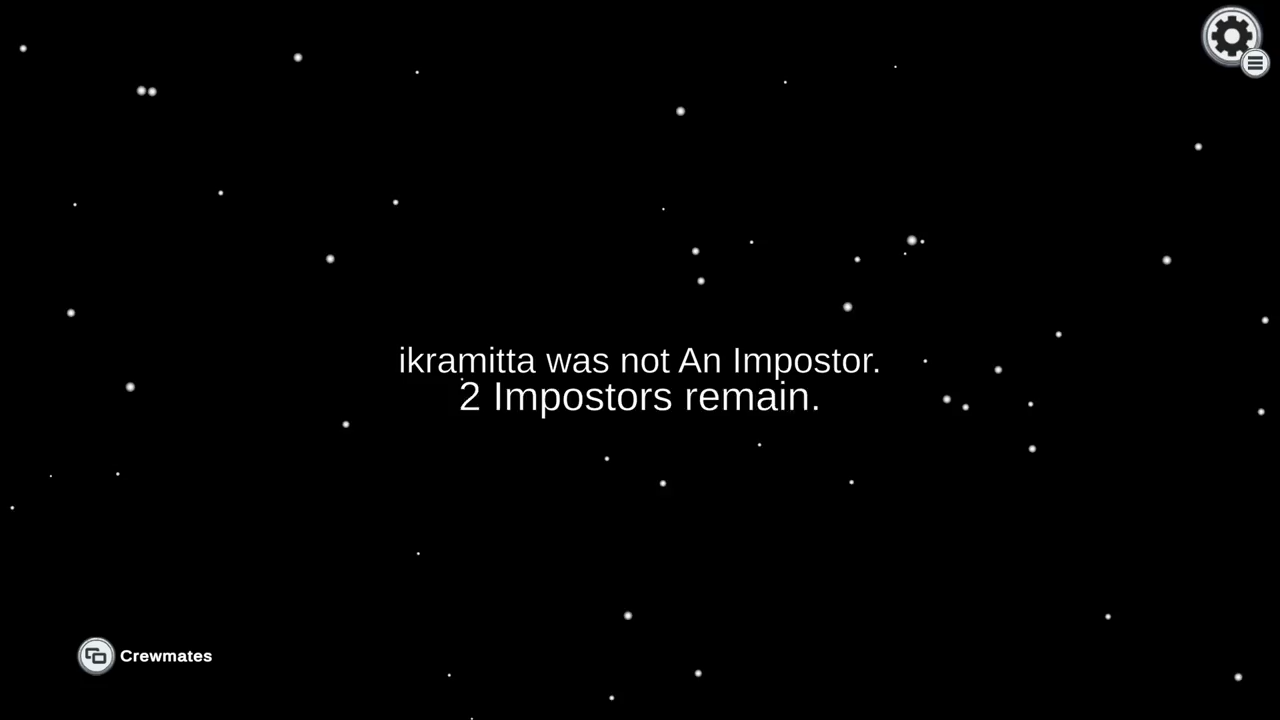 ikramitta was not An Impostor.
2 Impostors remain.
Crewmates